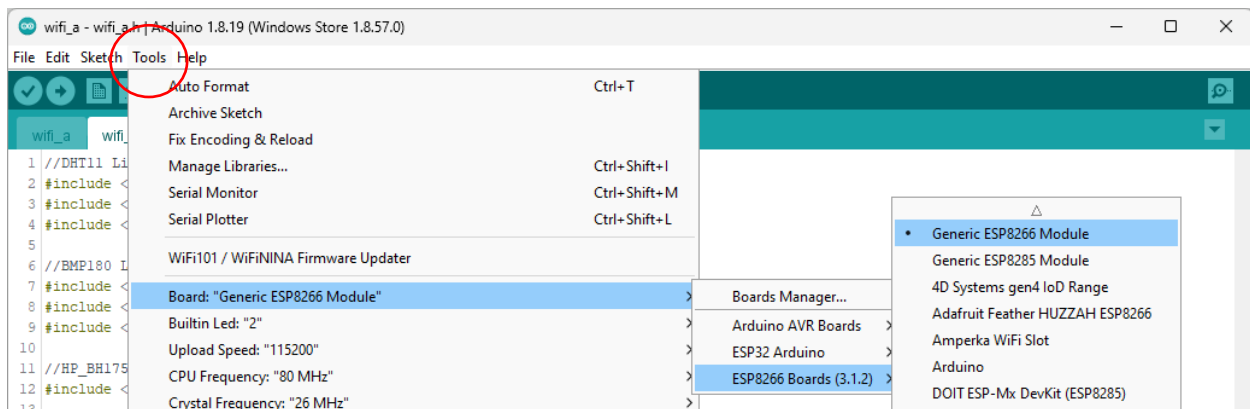 wifi_a - wifi_a.h | Arduino 1.8.19 (Windows Store 1.8.57.0)
File Edit Sketch Tools Help
Auto Format Ctrl+T
Archive Sketch
Fix Encoding & Reload
Manage Libraries... Ctrl+Shift+I
Serial Monitor Ctrl+Shift+M
Serial Plotter Ctrl+Shift+L
WiFi101 / WiFiNINA Firmware Updater
Board: "Generic ESP8266 Module"
Builtin Led: "2"
Upload Speed: "115200"
CPU Frequency: "80 MHz"
Crystal Frequency: "26 MHz"
wifi_a wifi_
1 //DHT11 Li
2 #include <
3 #include <
4 #include <
5
6 //BMP180 L
7 #include <
8 #include <
9 #include <
10
11 //HP_BH175
12 #include <
13
Boards Manager...
Arduino AVR Boards
ESP32 Arduino
ESP8266 Boards (3.1.2)
Generic ESP8266 Module
Generic ESP8285 Module
4D Systems gen4 IoD Range
Adafruit Feather HUZZAH ESP8266
Amperka WiFi Slot
Arduino
DOIT ESP-Mx DevKit (ESP8285)